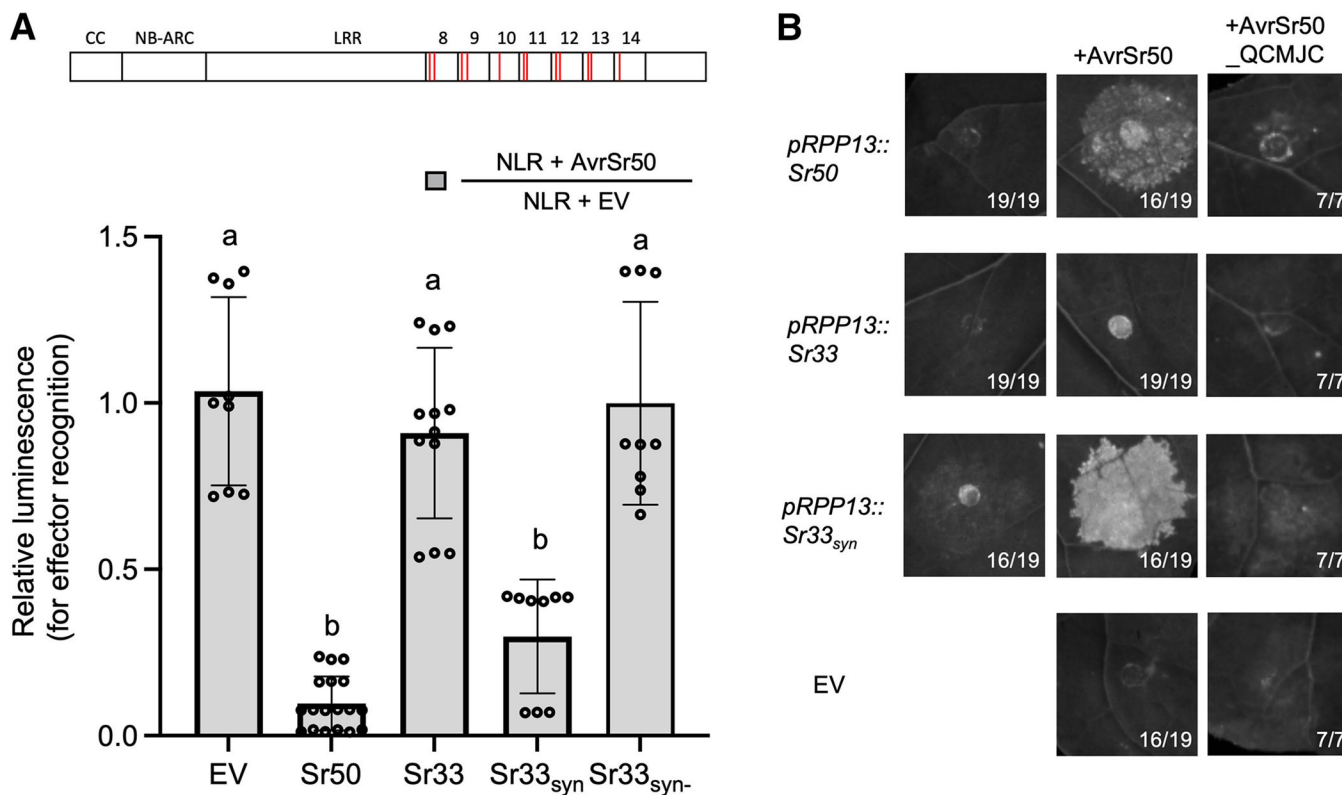 A
CC NB-ARC LRR 8 9 10 11 12 13 14
NLR + AvrSr50
NLR + EV
Relative luminescence
(for effector recognition)
1.5
1.0
0.5
0.0
a
b
a
b
a
EV Sr50 Sr33 Sr33syn Sr33syn-
B
+AvrSr50
+AvrSr50
_QCMJC
pRPP13::
Sr50
19/19 16/19 7/7
pRPP13::
Sr33
19/19 19/19 7/7
pRPP13::
Sr33syn
16/19 16/19 7/7
EV
16/19 7/7